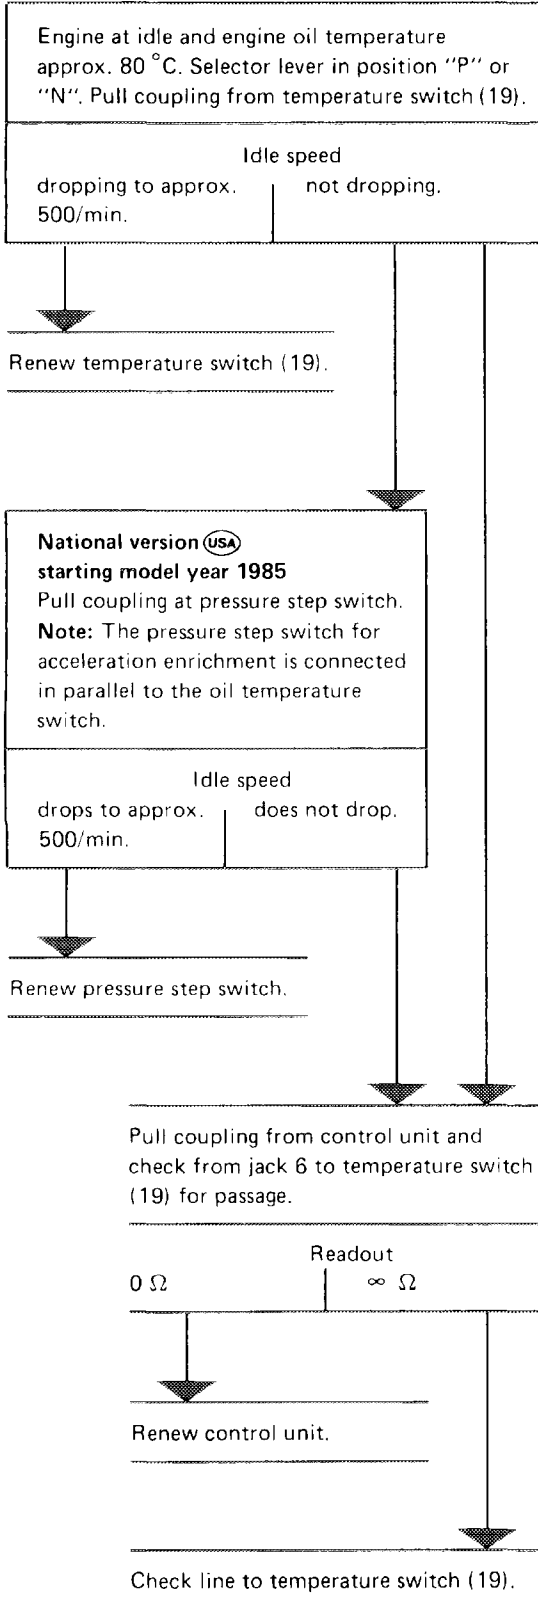 Engine at idle and engine oil temperature
approx. 80 °C. Selector lever in position "P" or
"N". Pull coupling from temperature switch (19).
Idle speed
dropping to approx.
500/min.
not dropping.
Renew temperature switch (19).
National version USA
starting model year 1985
Pull coupling at pressure step switch.
Note: The pressure step switch for
acceleration enrichment is connected
in parallel to the oil temperature
switch.
Idle speed
drops to approx.
500/min.
does not drop.
Renew pressure step switch.
Pull coupling from control unit and
check from jack 6 to temperature switch
(19) for passage.
Readout
0 Ω
∞ Ω
Renew control unit.
Check line to temperature switch (19).